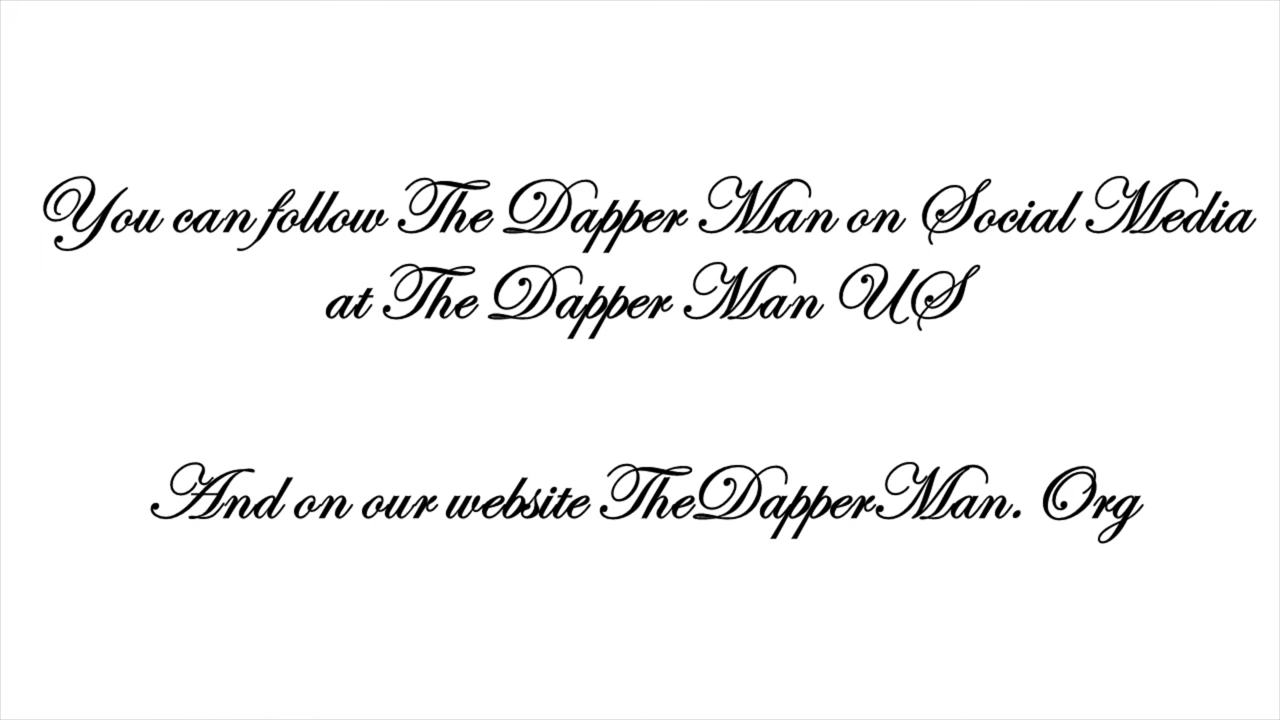 You can follow The Dapper Man on Social Media
at The Dapper Man US
And on our website TheDapperMan. Org